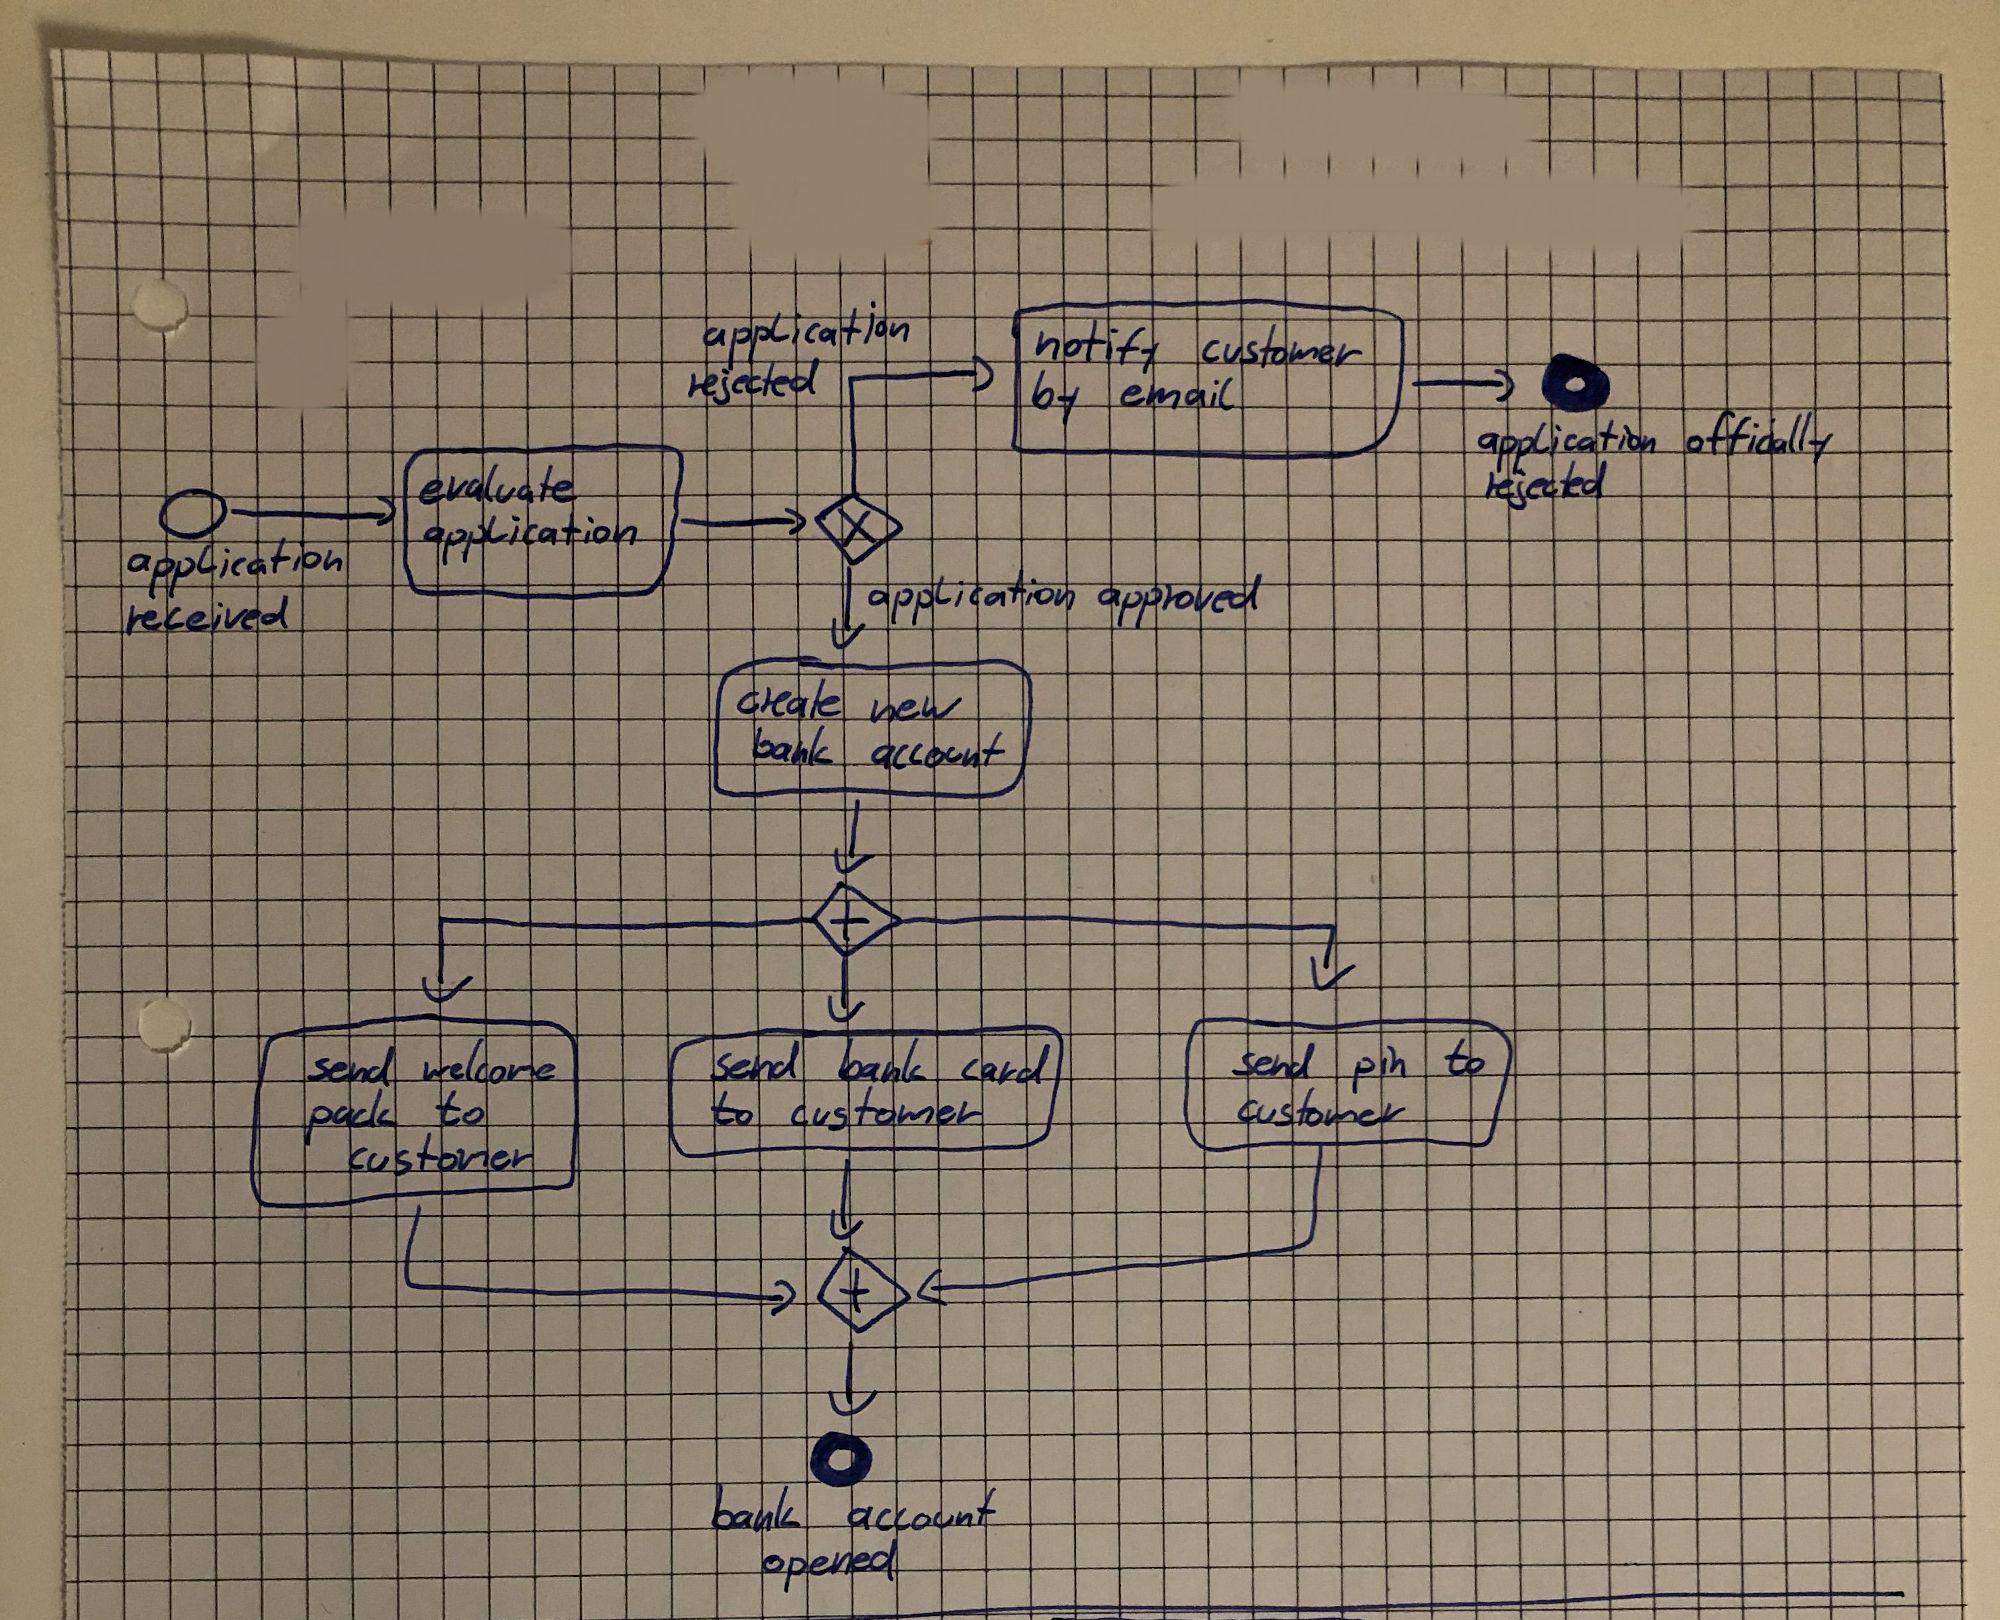 application
rejected
notify customer
by email
application officially
rejected
evaluate
application
application
received
application approved
create new
bank account
send welcome
pack to
customer
send bank card
to customer
send pin to
customer
bank account
opened